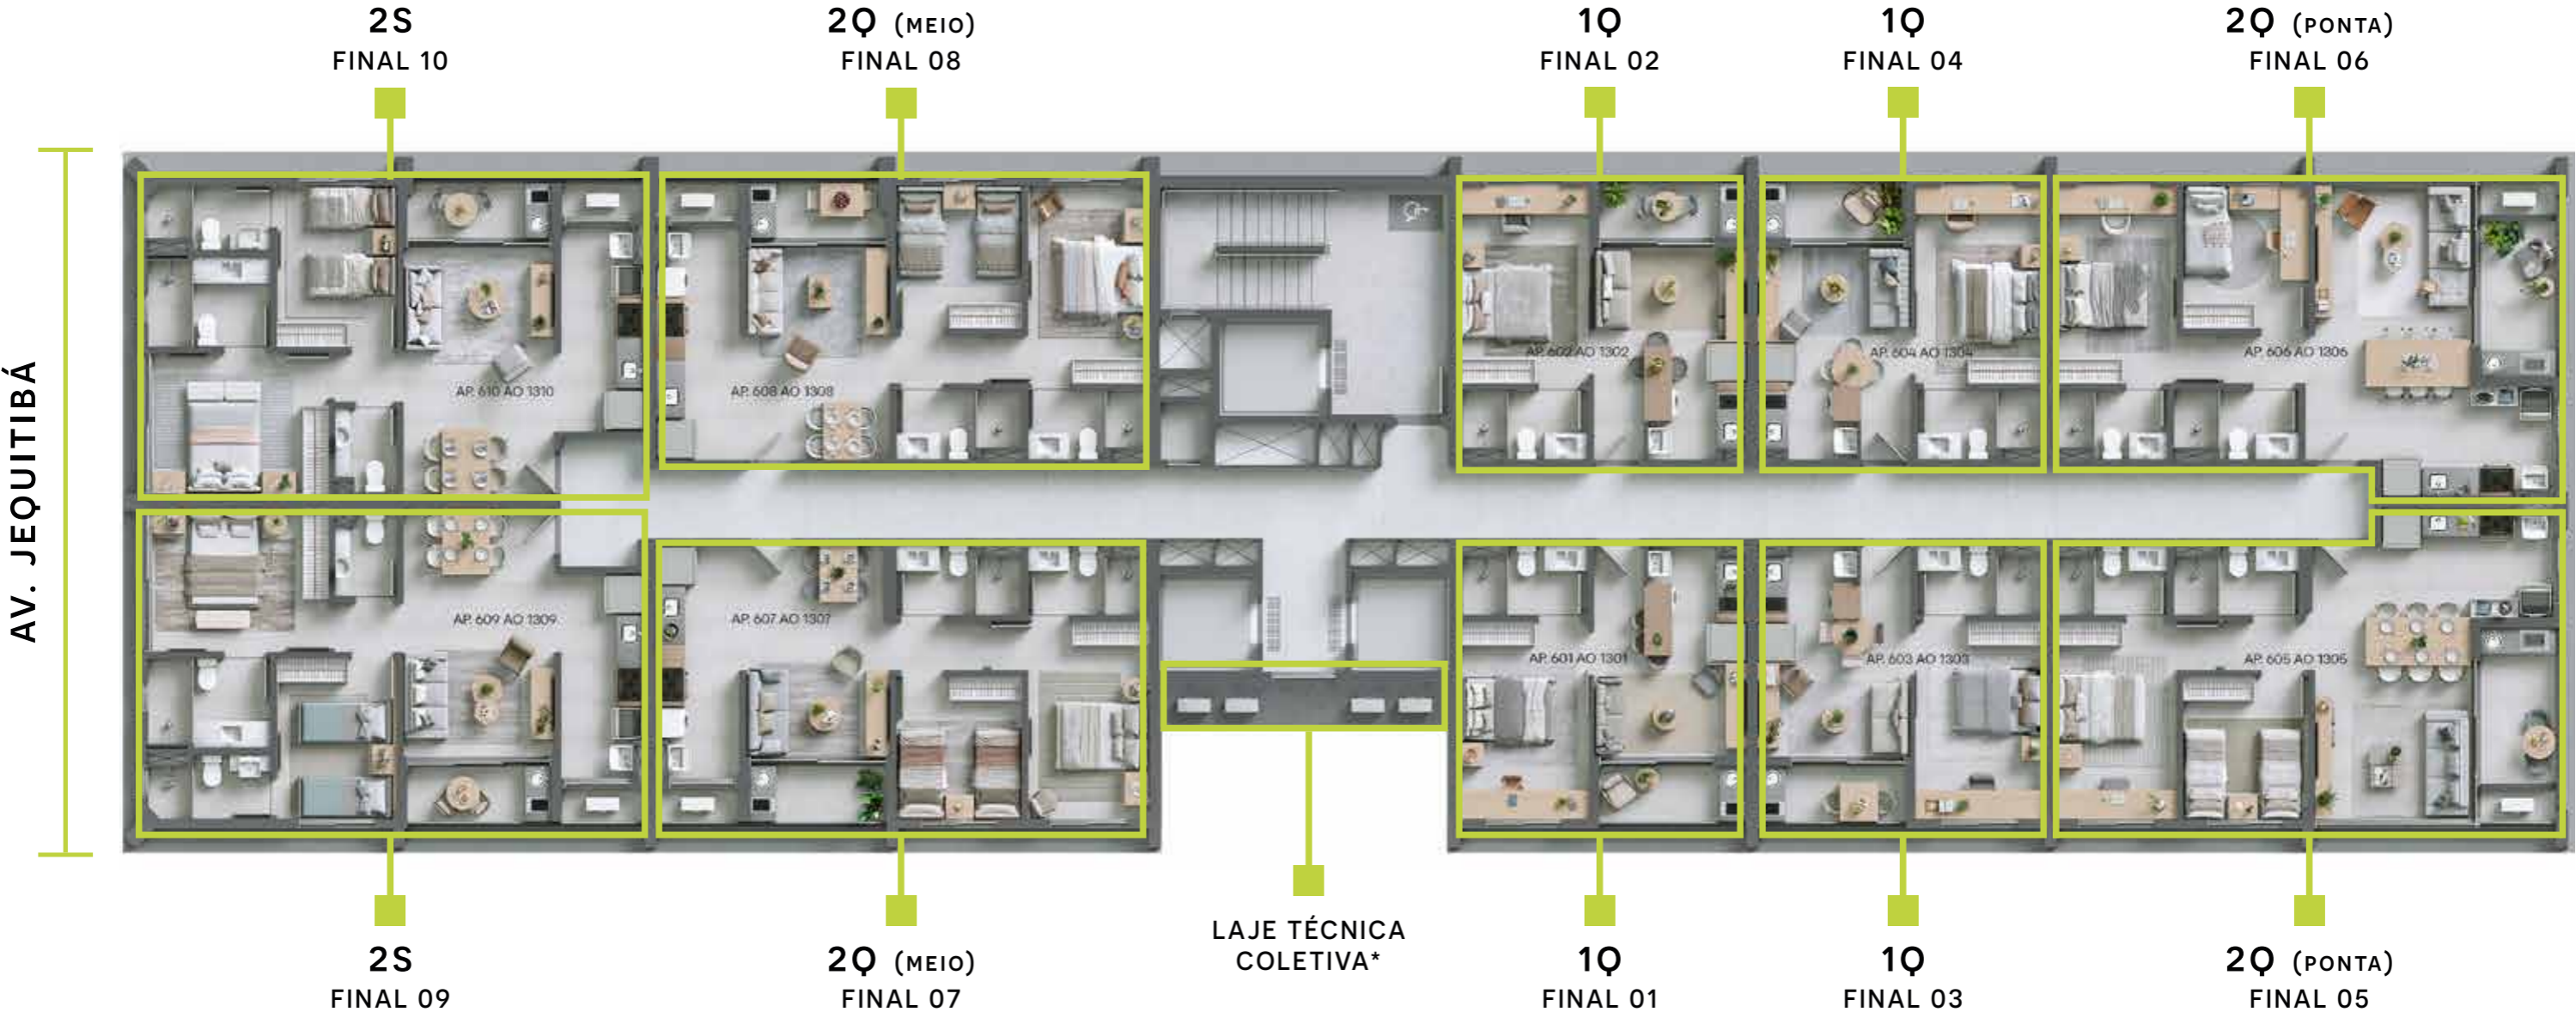 2S
FINAL 10
2Q (MEIO)
FINAL 08
1Q
FINAL 02
1Q
FINAL 04
2Q (PONTA)
FINAL 06
AV. JEQUITIBÁ
AP. 610 AO 1310
AP. 608 AO 1308
AP. 602 AO 1302
AP. 604 AO 1304
AP. 606 AO 1306
AP. 609 AO 1309
AP. 607 AO 1307
AP. 601 AO 1301
AP. 603 AO 1303
AP. 605 AO 1305
2S
FINAL 09
2Q (MEIO)
FINAL 07
LAJE TÉCNICA
COLETIVA*
1Q
FINAL 01
1Q
FINAL 03
2Q (PONTA)
FINAL 05